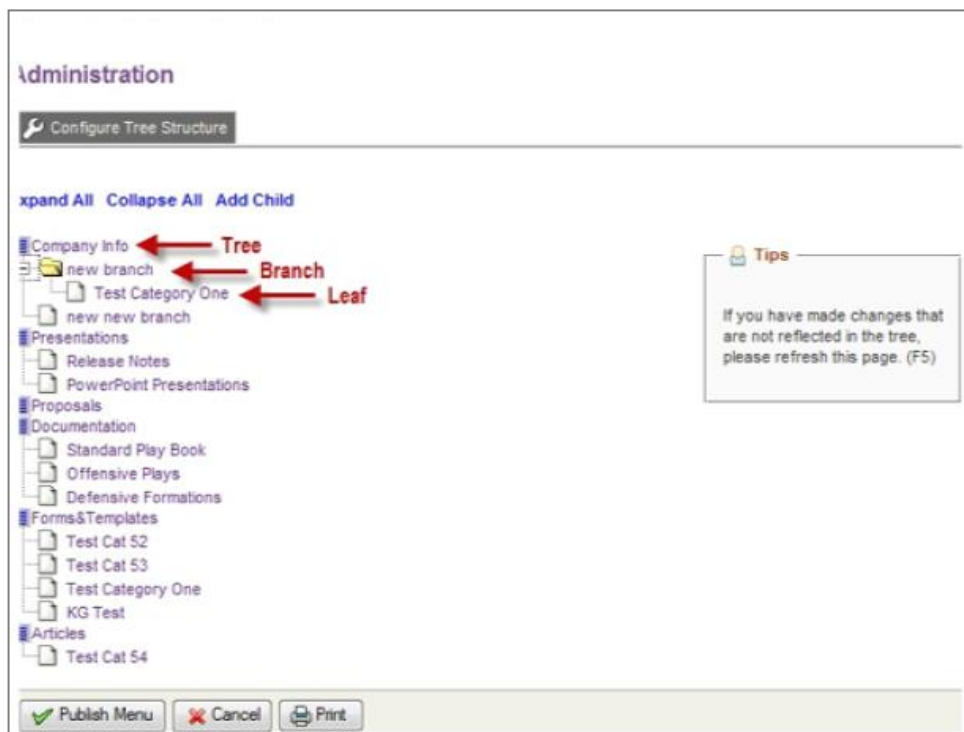 Administration
Configure Tree Structure
xpand All Collapse All Add Child
Company Info Tree
new branch Branch
Test Category One Leaf
new new branch
Presentations
Release Notes
PowerPoint Presentations
Proposals
Documentation
Standard Play Book
Offensive Plays
Defensive Formations
Forms&Templates
Test Cat 52
Test Cat 53
Test Category One
KG Test
Articles
Test Cat 54
Tips
If you have made changes that
are not reflected in the tree,
please refresh this page. (F5)
Publish Menu Cancel Print